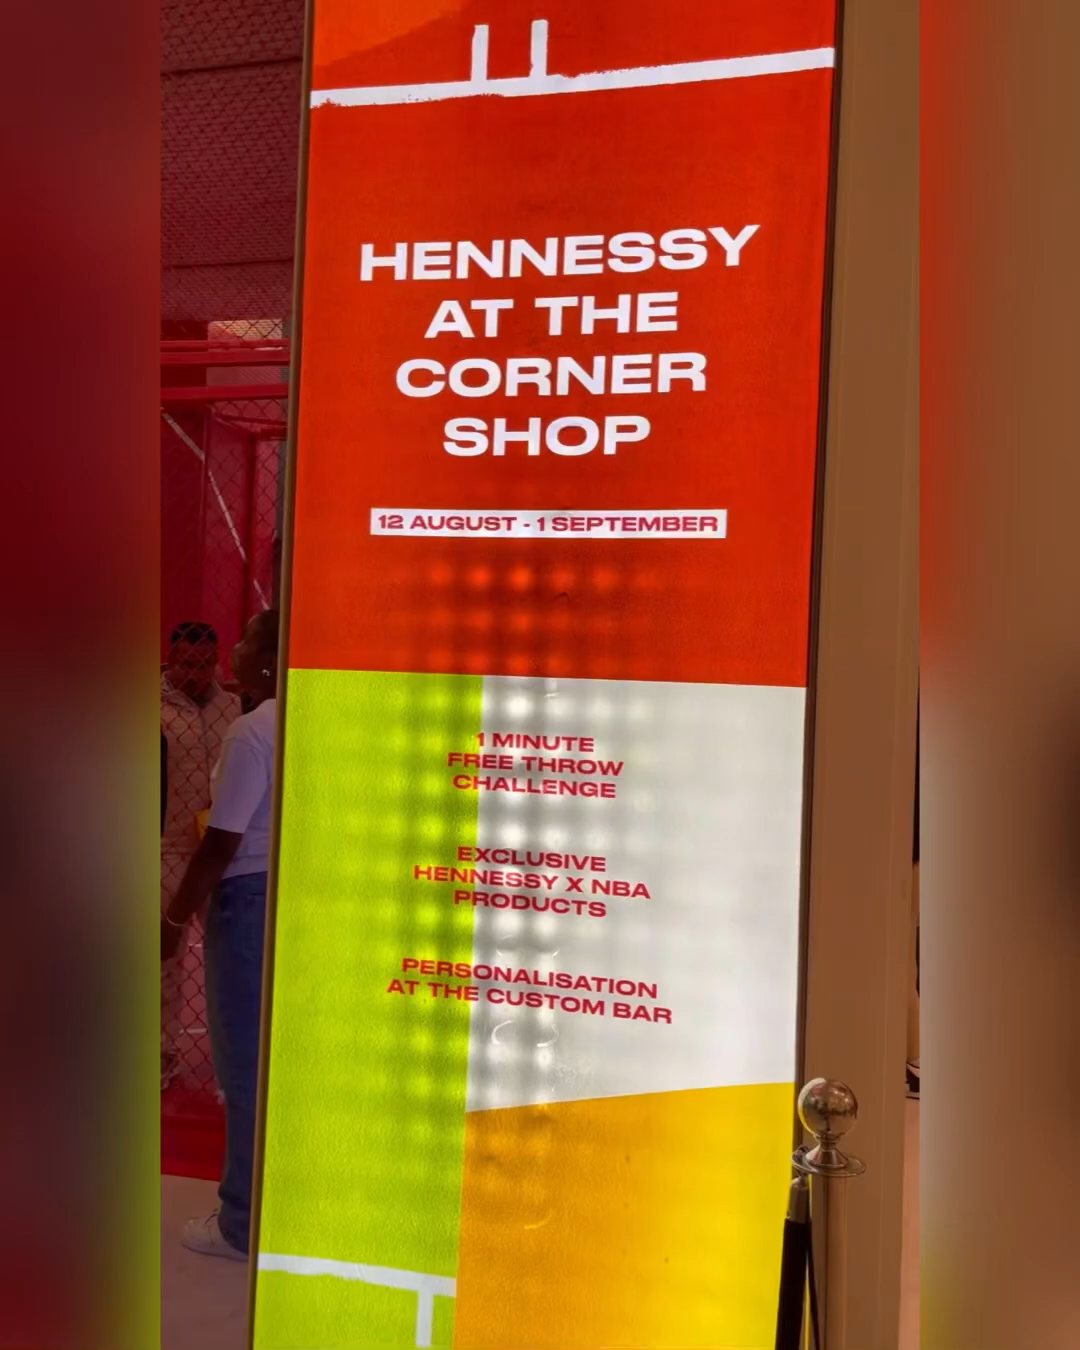 HENNESSY
AT THE
CORNER
SHOP
12 AUGUST - 1 SEPTEMBER
1 MINUTE
FREE THROW
CHALLENGE
EXCLUSIVE
HENNESSY X NBA
PRODUCTS
PERSONALISATION
AT THE CUSTOM BAR